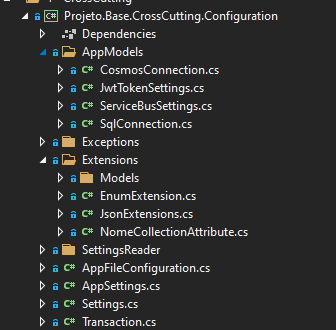 CrossCutting
C# Projeto.Base.CrossCutting.Configuration
Dependencies
AppModels
C# CosmosConnection.cs
C# JwtTokenSettings.cs
C# ServiceBusSettings.cs
C# SqlConnection.cs
Exceptions
Extensions
Models
C# EnumExtension.cs
C# JsonExtensions.cs
C# NomeCollectionAttribute.cs
SettingsReader
C# AppFileConfiguration.cs
C# AppSettings.cs
C# Settings.cs
C# Transaction.cs